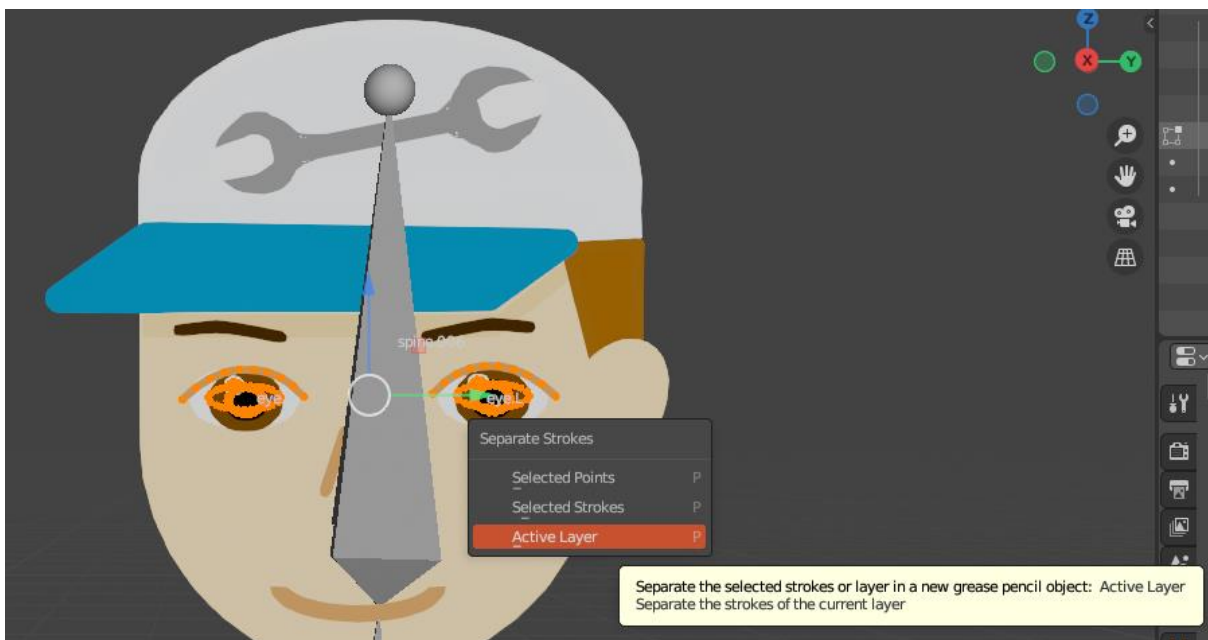 Z
X
Y
spine.006
eye
eye.L
Separate Strokes
Selected Points P
Selected Strokes P
Active Layer P
Separate the selected strokes or layer in a new grease pencil object: Active Layer
Separate the strokes of the current layer